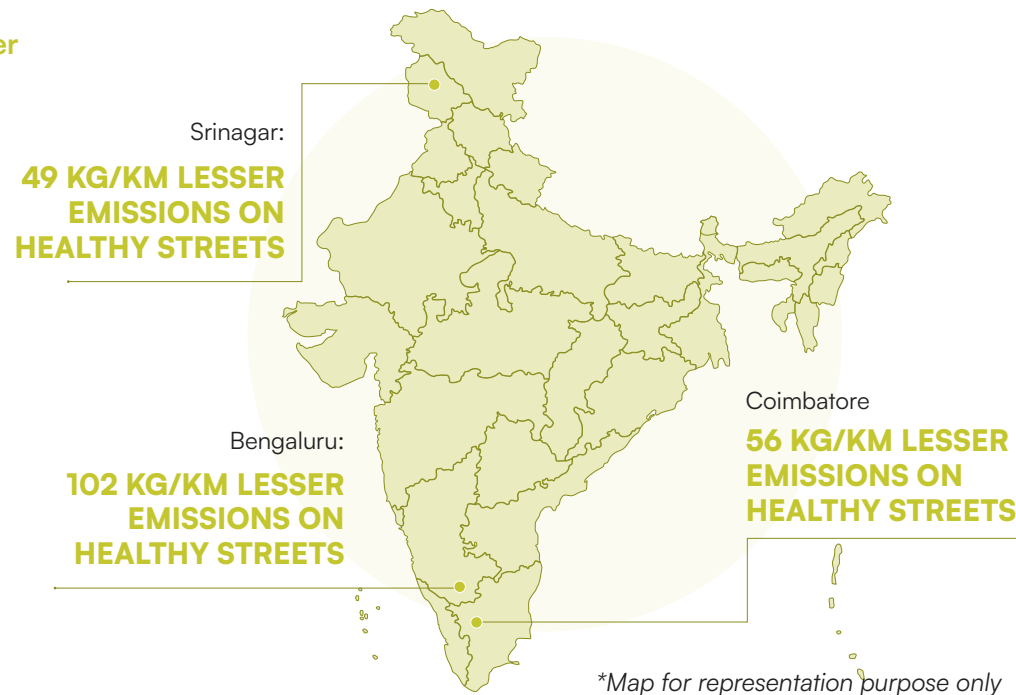 Srinagar:
49 KG/KM LESSER
EMISSIONS ON
HEALTHY STREETS
Bengaluru:
102 KG/KM LESSER
EMISSIONS ON
HEALTHY STREETS
Coimbatore
56 KG/KM LESSER
EMISSIONS ON
HEALTHY STREETS
*Map for representation purpose only